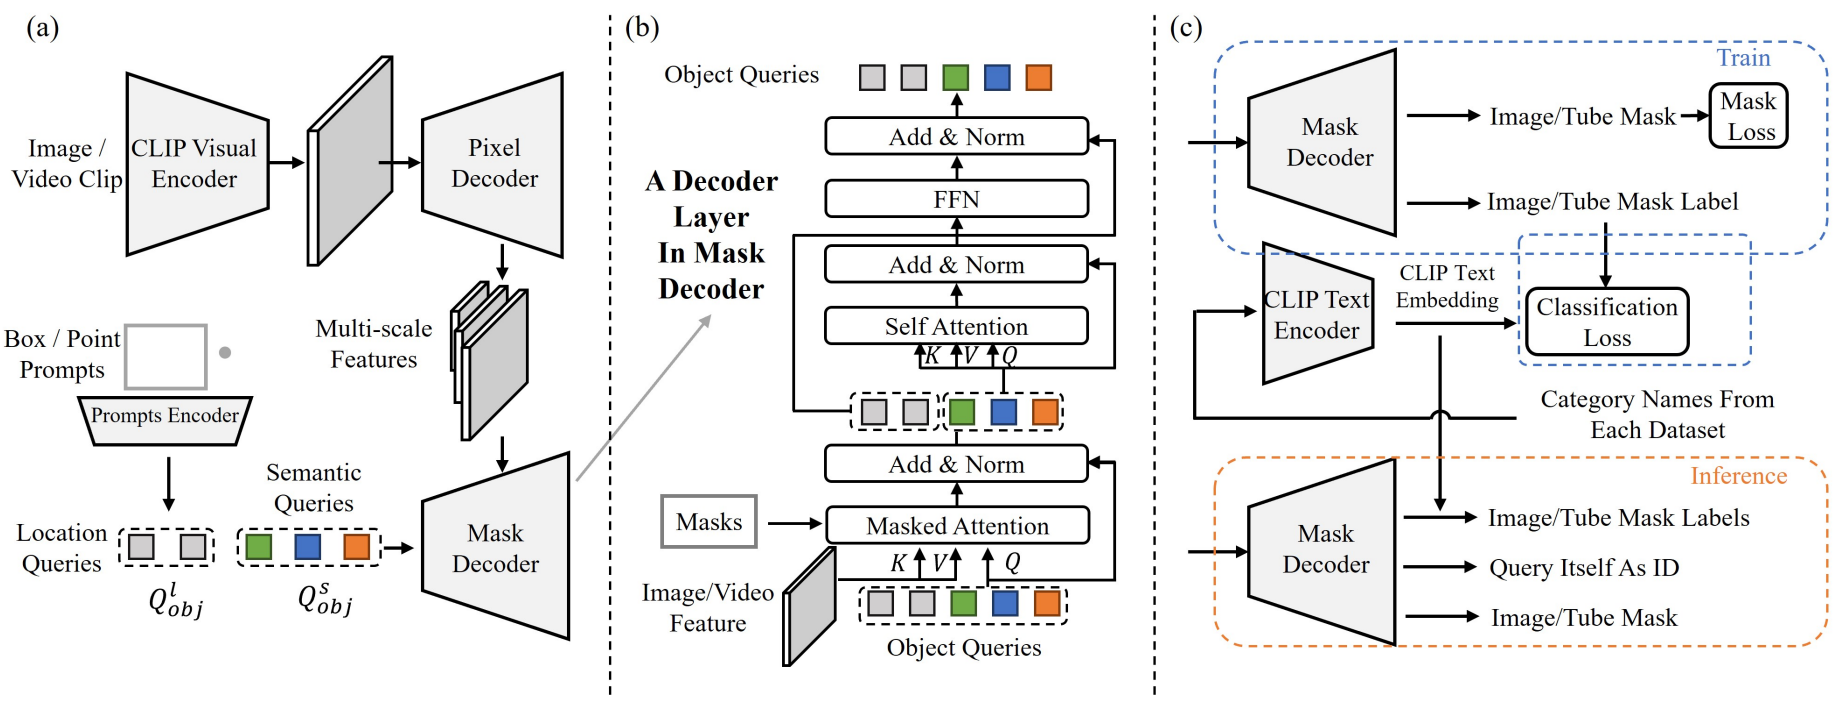 (a)
Image /
Video Clip
CLIP Visual
Encoder
Pixel
Decoder
Box / Point
Prompts
Multi-scale
Features
Prompts Encoder
Semantic
Queries
Location
Queries
Mask
Decoder
Q^l_obj
Q^s_obj
(b)
Object Queries
Add & Norm
FFN
A Decoder
Layer
In Mask
Decoder
Add & Norm
Self Attention
K V Q
Add & Norm
Masks
Masked Attention
K V Q
Image/Video
Feature
Object Queries
(c)
Train
Mask
Decoder
Image/Tube Mask
Mask
Loss
Image/Tube Mask Label
CLIP Text
Encoder
CLIP Text
Embedding
Classification
Loss
Category Names From
Each Dataset
Inference
Mask
Decoder
Image/Tube Mask Labels
Query Itself As ID
Image/Tube Mask